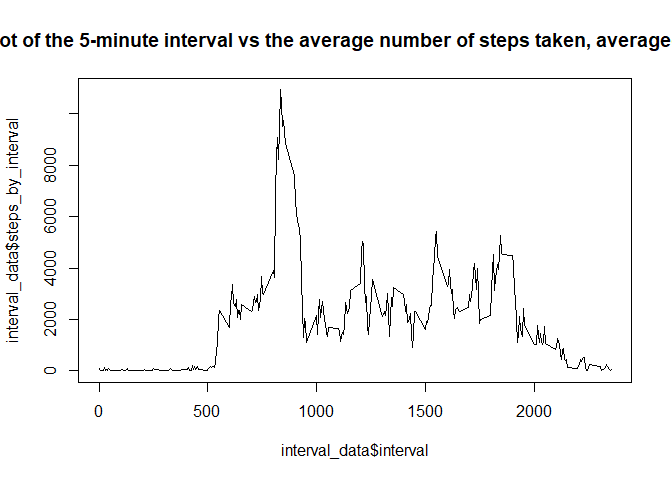 ot of the 5-minute interval vs the average number of steps taken, average
interval_data$steps_by_interval
8000
6000
4000
2000
0
0 500 1000 1500 2000
interval_data$interval